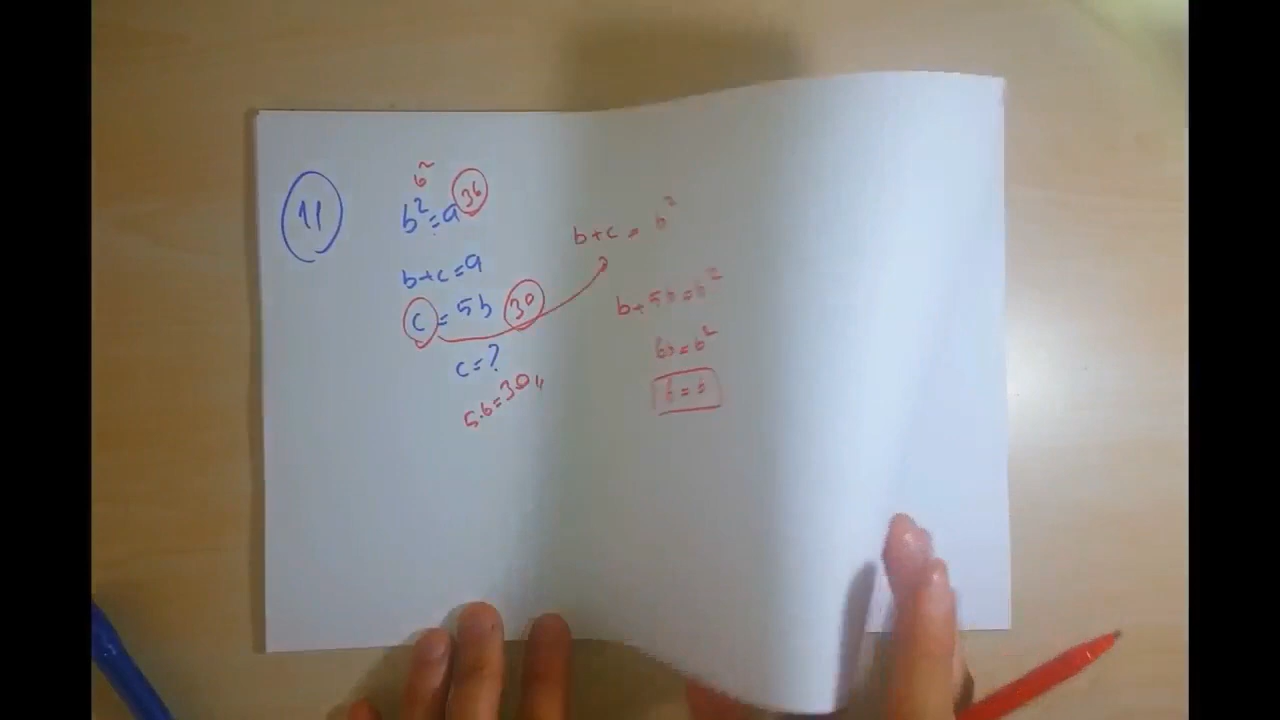 11
6
b² = a 36
b+c = a
c = 5b 30
c = ?
5.6 = 30,,
b+c = b²
b+5b = b²
6b = b²
b = 6